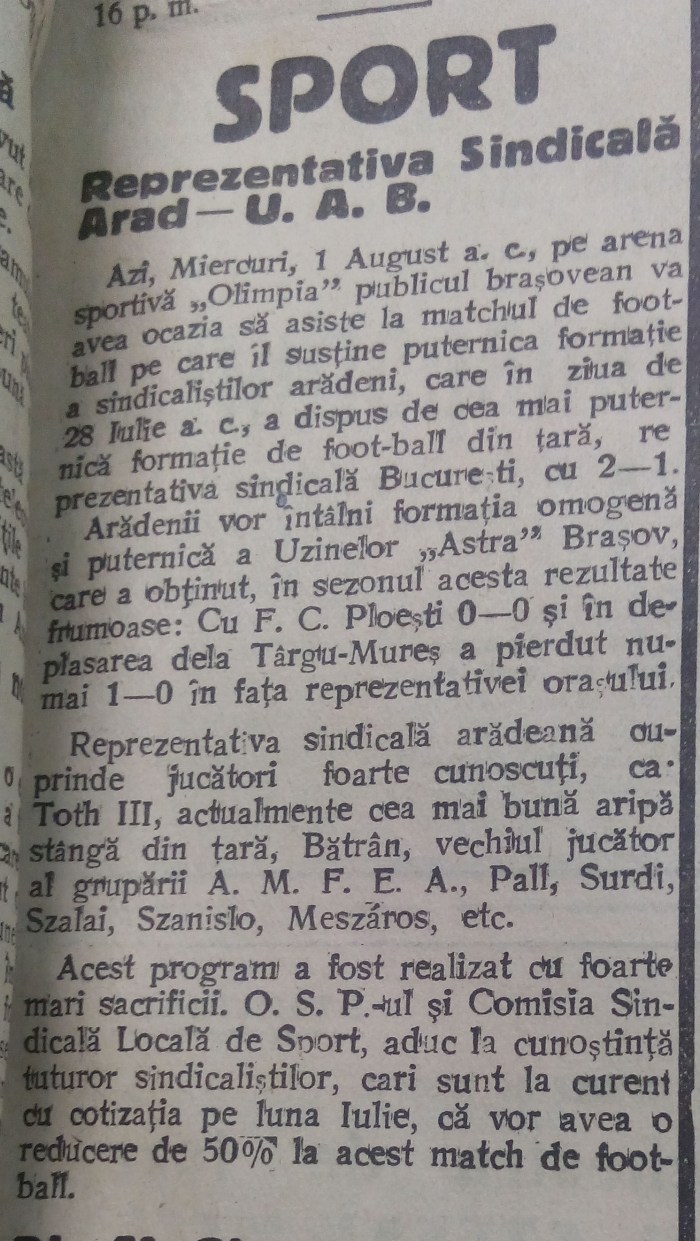 16 p. m.
SPORT
Reprezentativa Sindicală
Arad — U. A. B.
Azi, Miercuri, 1 August a. c., pe arena
sportivă „Olimpia” publicul brașovean va
avea ocazia să asiste la matchul de foot-
ball pe care îl susține puternica formație
a sindicaliștilor arădeni, care în ziua de
28 Iulie a. c., a dispus de cea mai puter-
nică formație de foot-ball din țară, re
prezentativa sindicală București, cu 2—1.
Arădenii vor întâlni formația omogenă
și puternică a Uzinelor „Astra” Brașov,
care a obținut, în sezonul acesta rezultate
frumoase: Cu F. C. Ploești 0—0 și în de-
plasarea dela Târgu-Mureș a pierdut nu-
mai 1—0 în fața reprezentativei orașului.
Reprezentativa sindicală arădeană cu-
prinde jucători foarte cunoscuți, ca:
Toth III, actualmente cea mai bună aripă
stângă din țară, Bătrân, vechiul jucător
al grupării A. M. F. E. A., Pall, Surdi,
Szalai, Szanislo, Meszáros, etc.
Acest program a fost realizat cu foarte
mari sacrificii. O. S. P.-ul și Comisia Sin-
dicală Locală de Sport, aduc la cunoștință
tuturor sindicaliștilor, cari sunt la curent
cu cotizația pe luna Iulie, că vor avea o
reducere de 50% la acest match de foot-
ball.